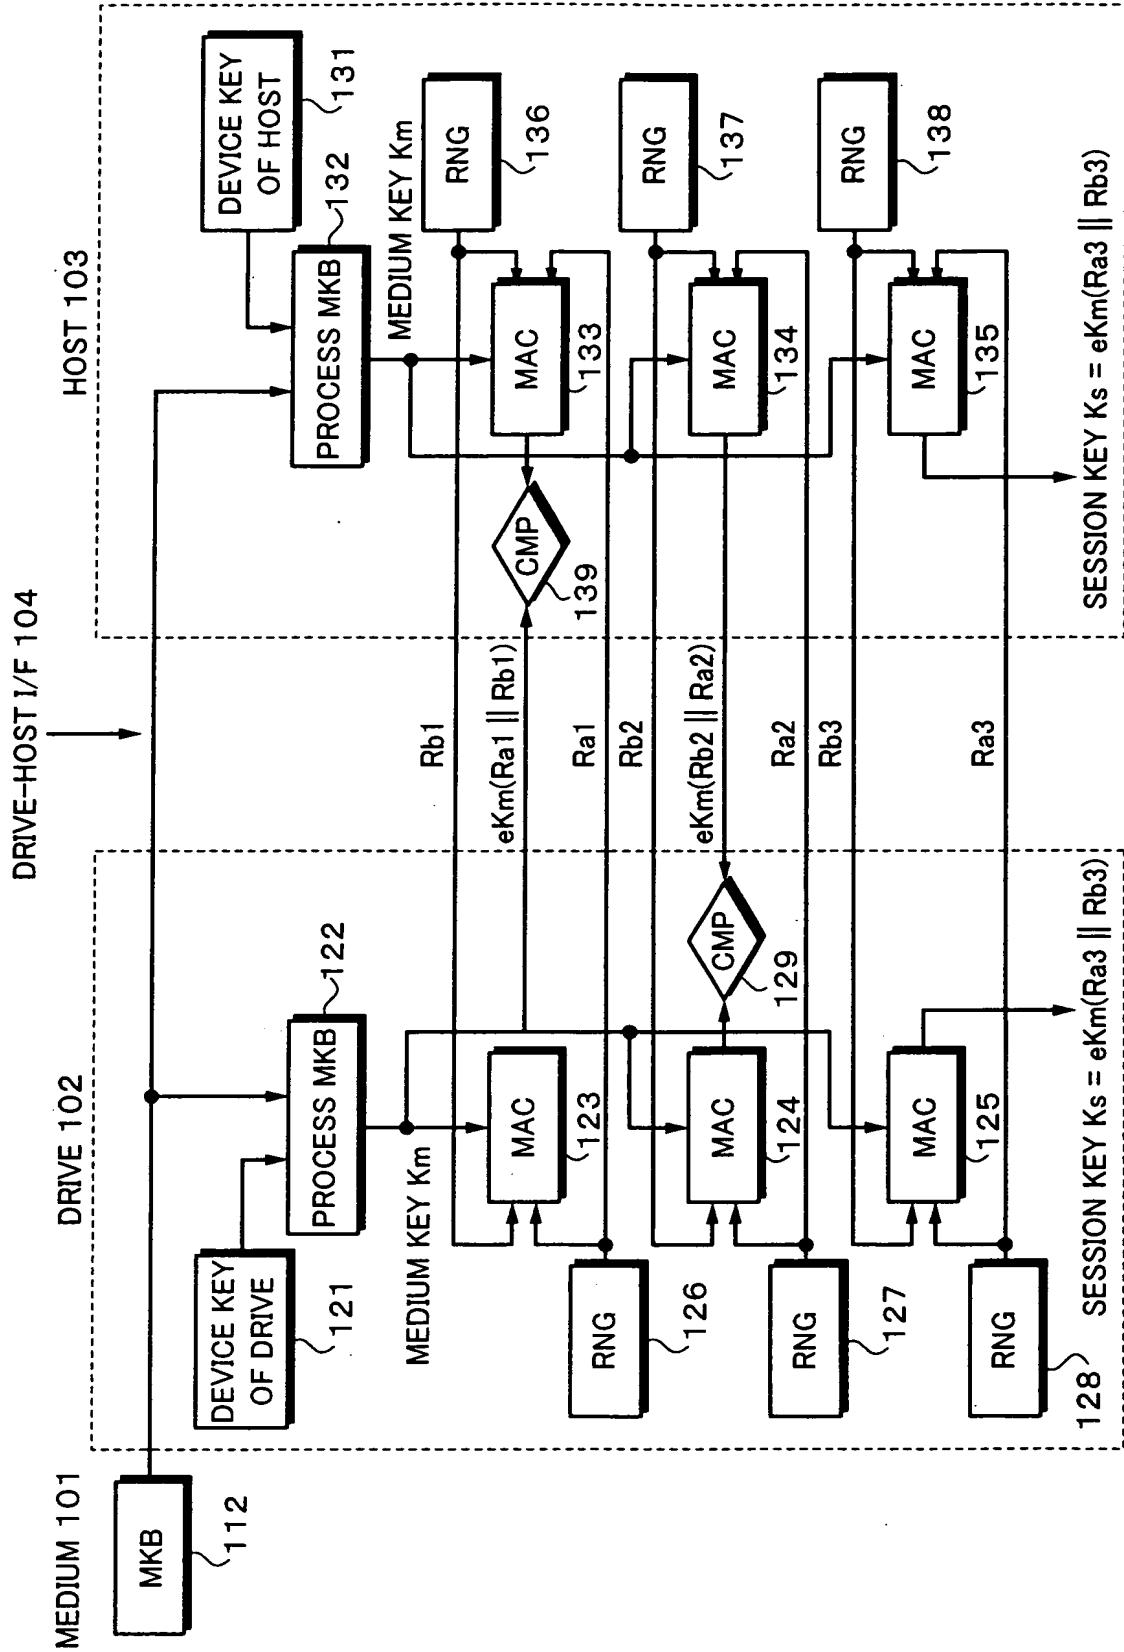 DRIVE-HOST I/F 104
MEDIUM 101
MKB
112
DRIVE 102
DEVICE KEY
OF DRIVE
121
PROCESS MKB
122
MEDIUM KEY Km
MAC
123
MAC
124
MAC
125
RNG
126
RNG
127
RNG
128
CMP
129
SESSION KEY Ks = eKm(Ra3 || Rb3)
Rb1
eKm(Ra1 || Rb1)
Ra1
Rb2
eKm(Rb2 || Ra2)
Ra2
Rb3
Ra3
HOST 103
DEVICE KEY
OF HOST
131
PROCESS MKB
132
MEDIUM KEY Km
MAC
133
MAC
134
MAC
135
RNG
136
RNG
137
RNG
138
CMP
139
SESSION KEY Ks = eKm(Ra3 || Rb3)